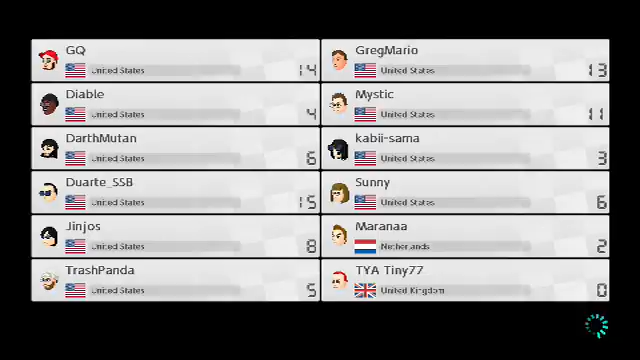 GQ
United States
14
GregMario
United States
13
Diable
United States
4
Mystic
United States
11
DarthMutan
United States
6
kabii-sama
United States
3
Duarte_SSB
United States
15
Sunny
United States
6
Jinjos
United States
8
Maranaa
Netherlands
2
TrashPanda
United States
5
TYA Tiny77
United Kingdom
0